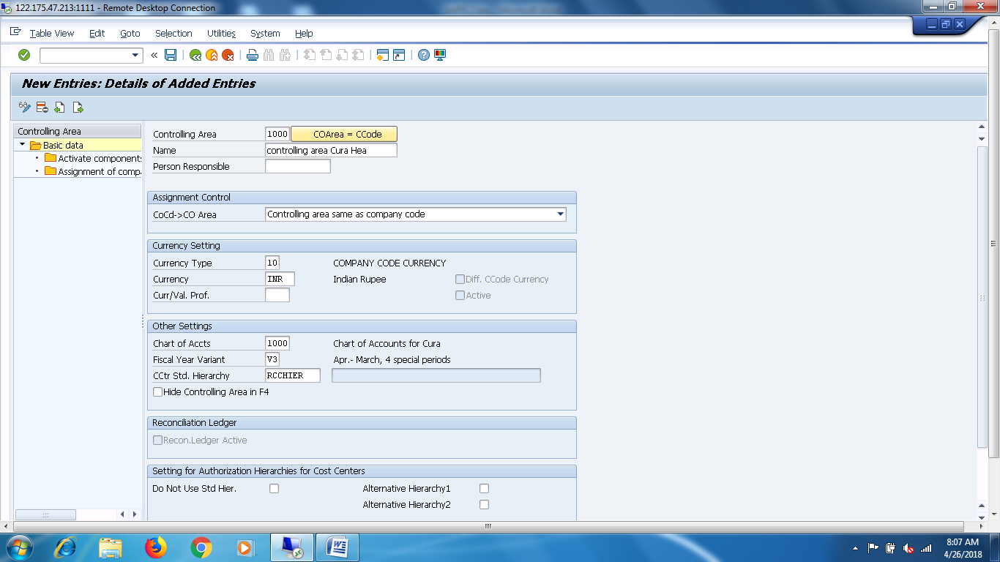 122.175.47.213:1111 - Remote Desktop Connection
Table View Edit Goto Selection Utilities System Help
New Entries: Details of Added Entries
Controlling Area
Basic data
Activate component:
Assignment of comp
Controlling Area 1000 COArea = CCode
Name controlling area Cura Hea
Person Responsible
Assignment Control
CoCd->CO Area Controlling area same as company code
Currency Setting
Currency Type 10 COMPANY CODE CURRENCY
Currency INR Indian Rupee Diff. CCode Currency
Curr/Val. Prof. Active
Other Settings
Chart of Accts 1000 Chart of Accounts for Cura
Fiscal Year Variant V3 Apr.- March, 4 special periods
CCtr Std. Hierarchy RCCHIER
Hide Controlling Area in F4
Reconciliation Ledger
Recon.Ledger Active
Setting for Authorization Hierarchies for Cost Centers
Do Not Use Std Hier. Alternative Hierarchy1
Alternative Hierarchy2
8:07 AM
4/26/2018